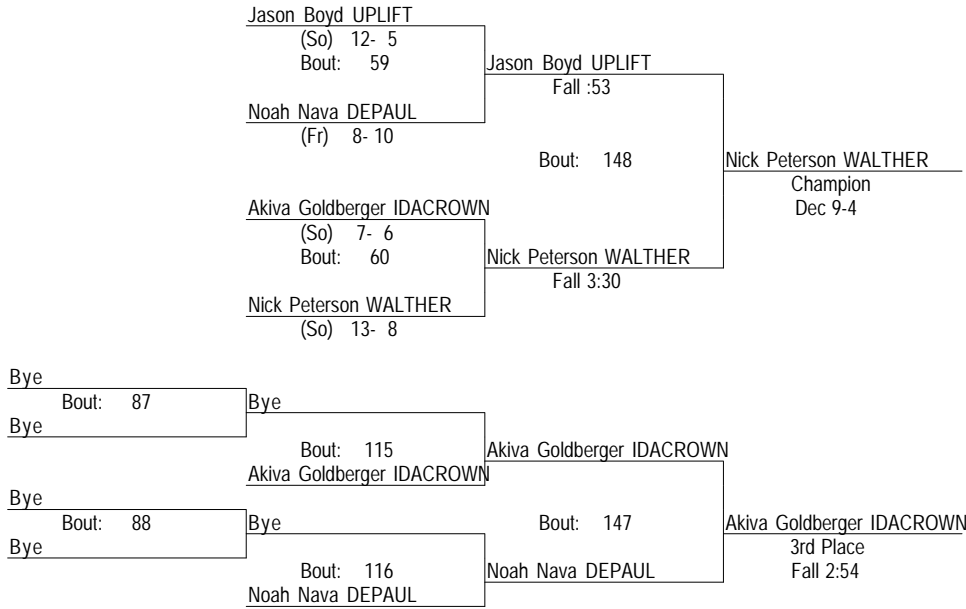 Jason Boyd UPLIFT
(So) 12- 5
Bout: 59
Jason Boyd UPLIFT
Fall :53
Noah Nava DEPAUL
(Fr) 8- 10
Bout: 148
Nick Peterson WALTHER
Champion
Dec 9-4
Akiva Goldberger IDACROWN
(So) 7- 6
Bout: 60
Nick Peterson WALTHER
Fall 3:30
Nick Peterson WALTHER
(So) 13- 8
Bye
Bout: 87
Bye
Bye
Bout: 115
Akiva Goldberger IDACROWN
Akiva Goldberger IDACROWN
Bye
Bout: 88
Bye
Bye
Bout: 147
Akiva Goldberger IDACROWN
3rd Place
Fall 2:54
Bout: 116
Noah Nava DEPAUL
Noah Nava DEPAUL